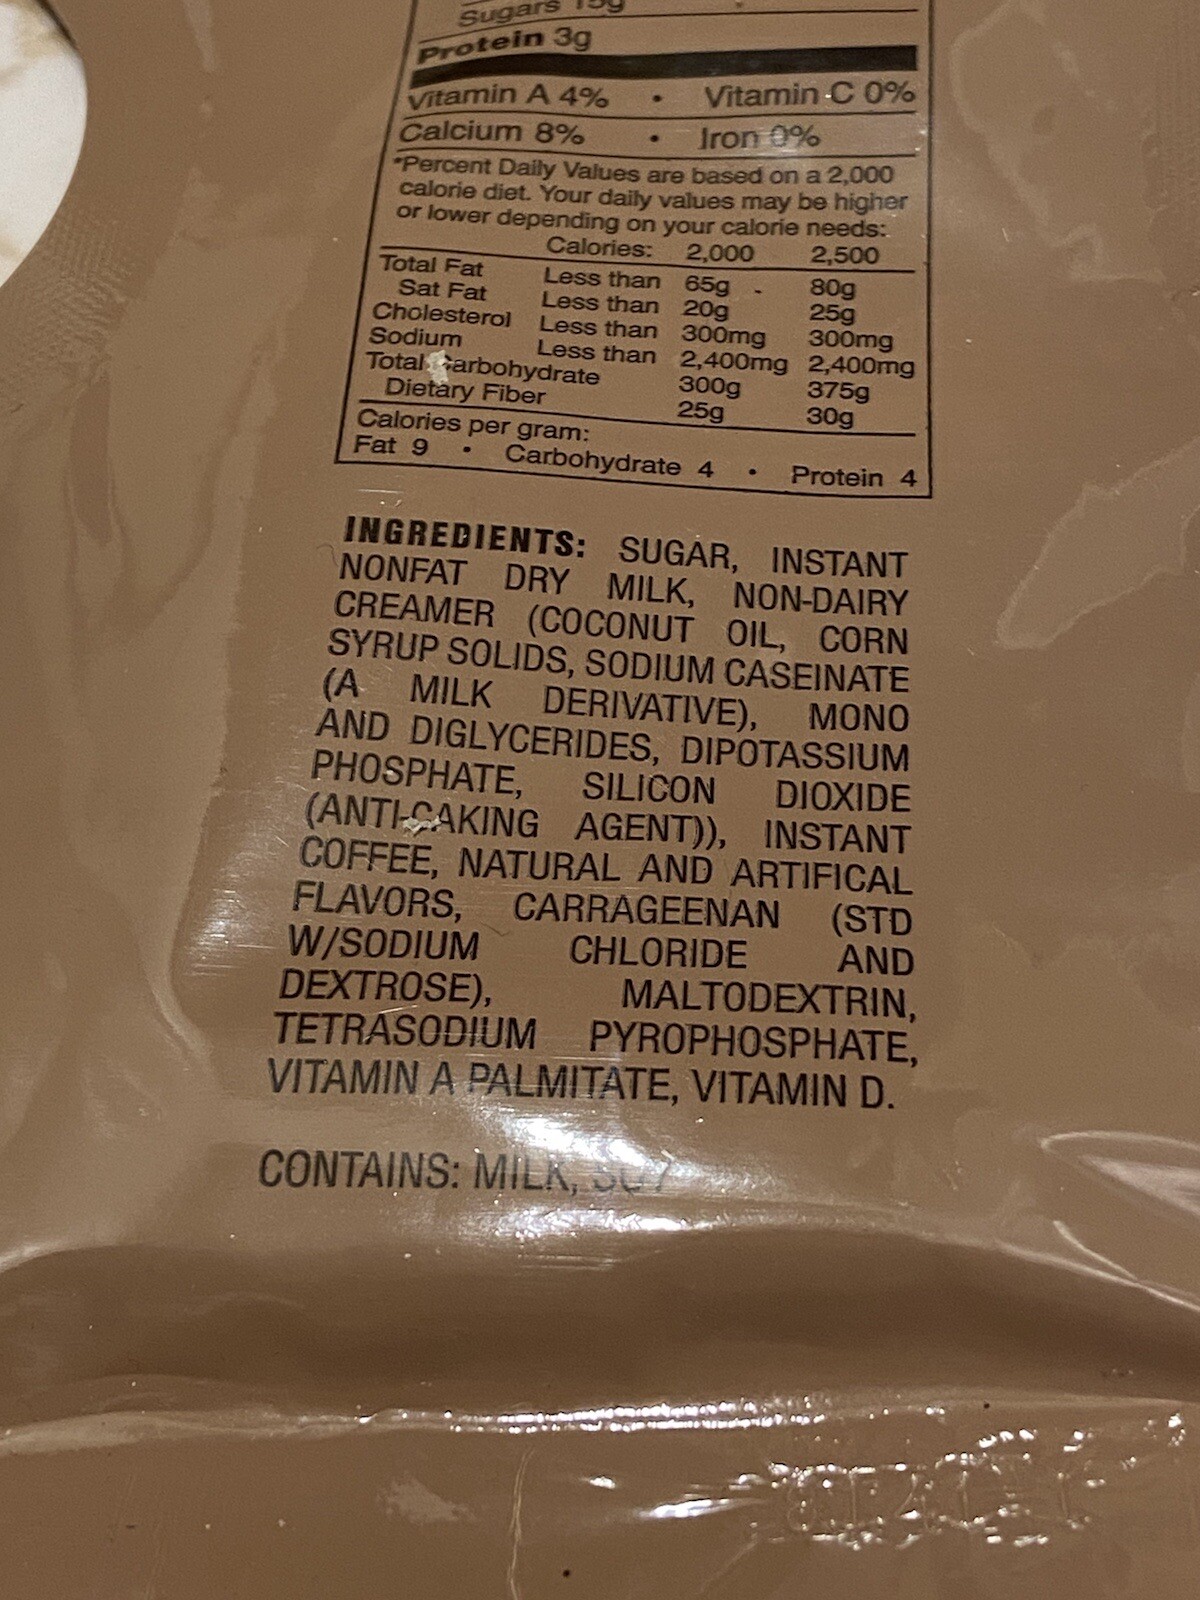 Sugars 15g
Protein 3g
Vitamin A 4% • Vitamin C 0%
Calcium 8% • Iron 0%
*Percent Daily Values are based on a 2,000
calorie diet. Your daily values may be higher
or lower depending on your calorie needs:
Calories: 2,000 2,500
Total Fat Less than 65g 80g
Sat Fat Less than 20g 25g
Cholesterol Less than 300mg 300mg
Sodium Less than 2,400mg 2,400mg
Total Carbohydrate 300g 375g
Dietary Fiber 25g 30g
Calories per gram:
Fat 9 • Carbohydrate 4 • Protein 4
INGREDIENTS: SUGAR, INSTANT
NONFAT DRY MILK, NON-DAIRY
CREAMER (COCONUT OIL, CORN
SYRUP SOLIDS, SODIUM CASEINATE
(A MILK DERIVATIVE), MONO
AND DIGLYCERIDES, DIPOTASSIUM
PHOSPHATE, SILICON DIOXIDE
(ANTI-CAKING AGENT)), INSTANT
COFFEE, NATURAL AND ARTIFICAL
FLAVORS, CARRAGEENAN (STD
W/SODIUM CHLORIDE AND
DEXTROSE), MALTODEXTRIN,
TETRASODIUM PYROPHOSPHATE,
VITAMIN A PALMITATE, VITAMIN D.
CONTAINS: MILK, SOY